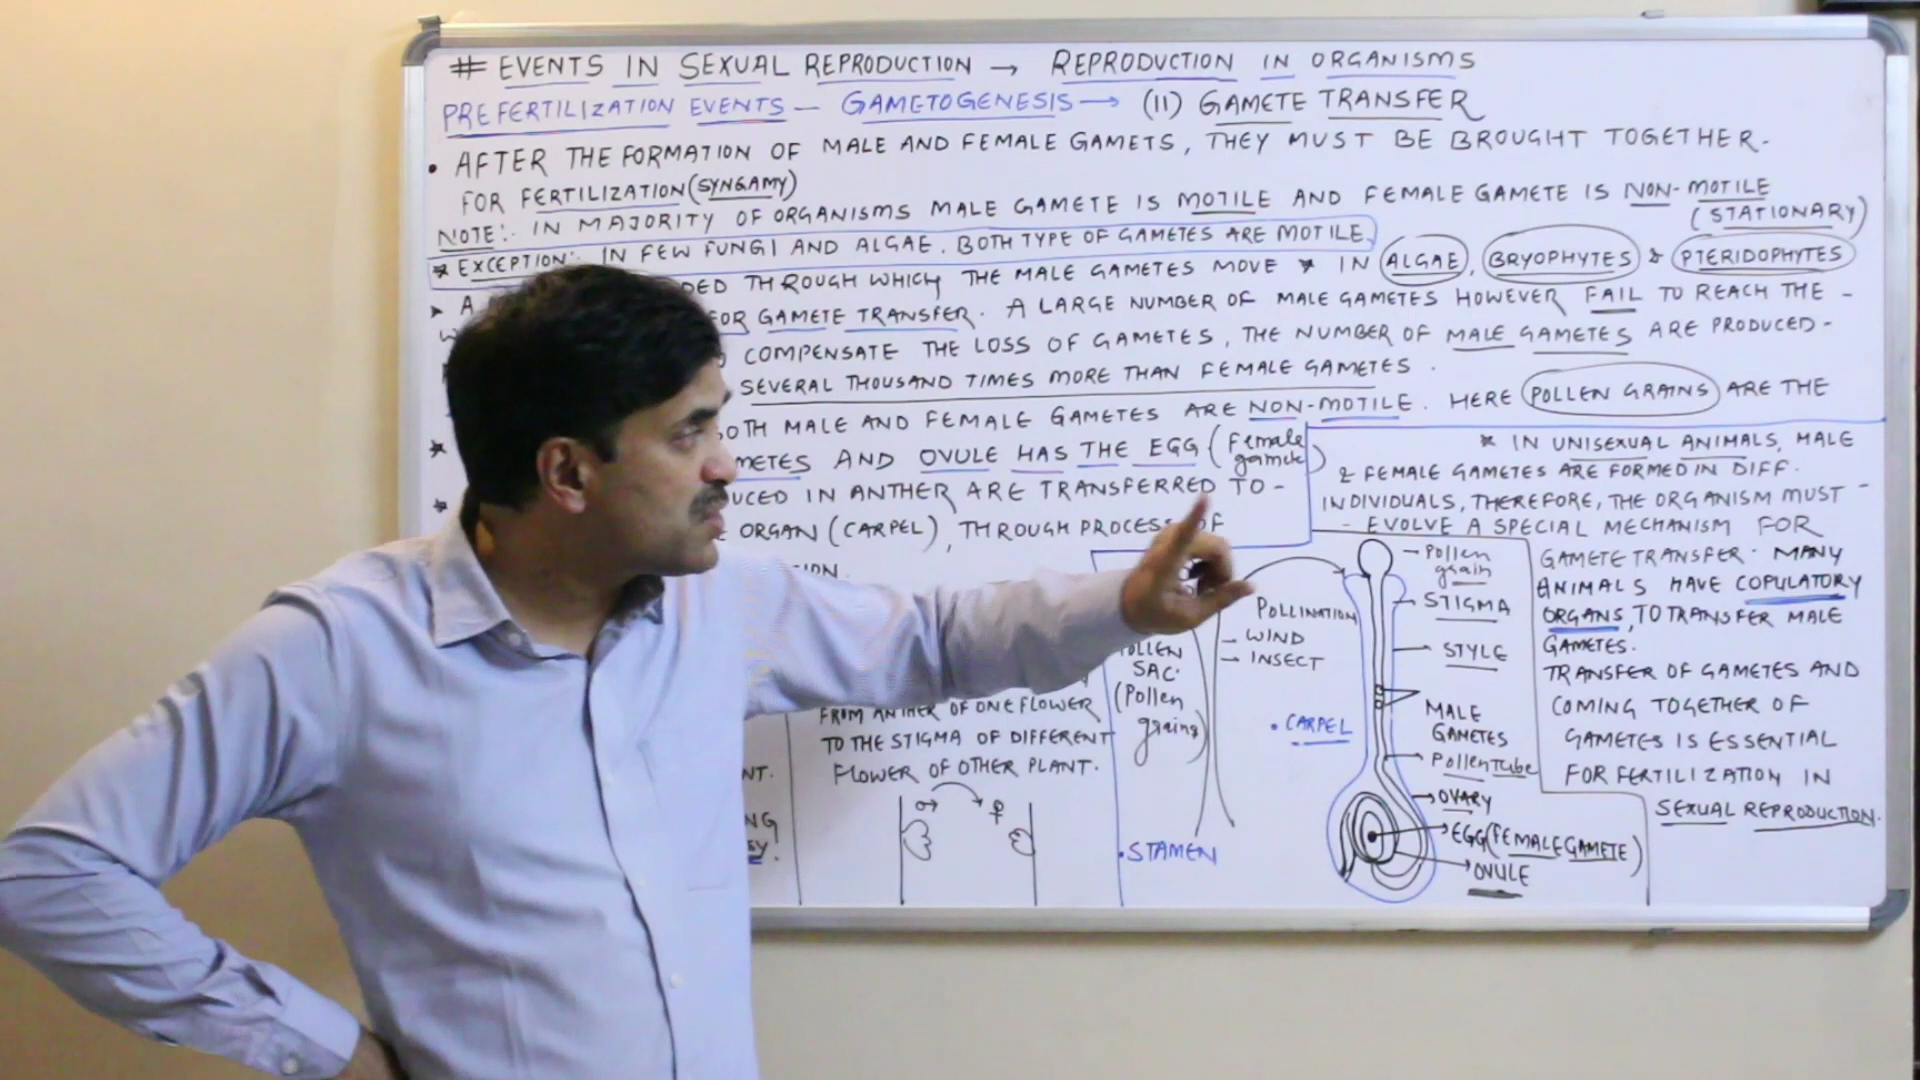 # EVENTS IN SEXUAL REPRODUCTION → REPRODUCTION IN ORGANISMS
PREFERTILIZATION EVENTS — GAMETOGENESIS → (11) GAMETE TRANSFER
• AFTER THE FORMATION OF MALE AND FEMALE GAMETS, THEY MUST BE BROUGHT TOGETHER.
FOR FERTILIZATION (SYNGAMY)
NOTE:. IN MAJORITY OF ORGANISMS MALE GAMETE IS MOTILE AND FEMALE GAMETE IS NON-MOTILE
(STATIONARY)
* EXCEPTION:. IN FEW FUNGI AND ALGAE. BOTH TYPE OF GAMETES ARE MOTILE.
➤ A DED THROUGH WHICH THE MALE GAMETES MOVE * IN ALGAE, BRYOPHYTES & PTERIDOPHYTES
FOR GAMETE TRANSFER. A LARGE NUMBER OF MALE GAMETES HOWEVER FAIL TO REACH THE -
COMPENSATE THE LOSS OF GAMETES, THE NUMBER OF MALE GAMETES ARE PRODUCED-
SEVERAL THOUSAND TIMES MORE THAN FEMALE GAMETES.
* OTH MALE AND FEMALE GAMETES ARE NON-MOTILE. HERE POLLEN GRAINS ARE THE
METES AND OVULE HAS THE EGG (Female gamete)
* UCED IN ANTHER ARE TRANSFERRED TO -
ORGAN (CARPEL), THROUGH PROCESS OF
ION.
* IN UNISEXUAL ANIMALS, MALE
& FEMALE GAMETES ARE FORMED IN DIFF.
INDIVIDUALS, THEREFORE, THE ORGANISM MUST -
- EVOLVE A SPECIAL MECHANISM FOR
GAMETE TRANSFER. MANY
ANIMALS HAVE COPULATORY
ORGANS, TO TRANSFER MALE
GAMETES.
TRANSFER OF GAMETES AND
COMING TOGETHER OF
GAMETES IS ESSENTIAL
FOR FERTILIZATION IN
SEXUAL REPRODUCTION.
FROM ANTHER OF ONE FLOWER
TO THE STIGMA OF DIFFERENT
FLOWER OF OTHER PLANT.
NT.
NG
SY.
♂ ♀
POLLEN
SAC.
(Pollen
grains)
• STAMEN
POLLINATION
- WIND
- INSECT
• CARPEL
- Pollen
grain
- STIGMA
- STYLE
MALE
GAMETES
→ Pollen Tube
→ OVARY
→ EGG (FEMALE GAMETE)
→ OVULE